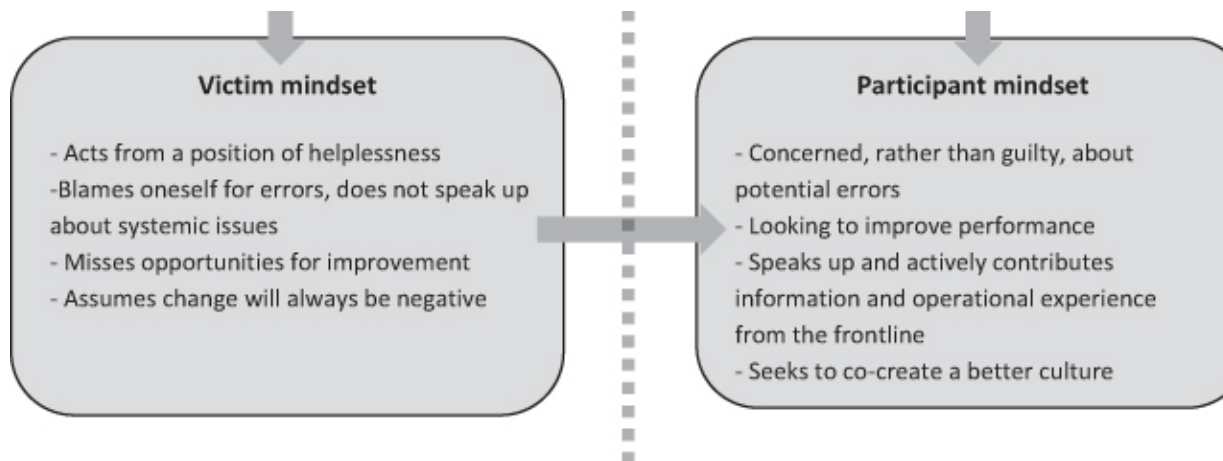 Victim mindset
- Acts from a position of helplessness
-Blames oneself for errors, does not speak up
about systemic issues
- Misses opportunities for improvement
- Assumes change will always be negative
Participant mindset
- Concerned, rather than guilty, about
potential errors
- Looking to improve performance
- Speaks up and actively contributes
information and operational experience
from the frontline
- Seeks to co-create a better culture